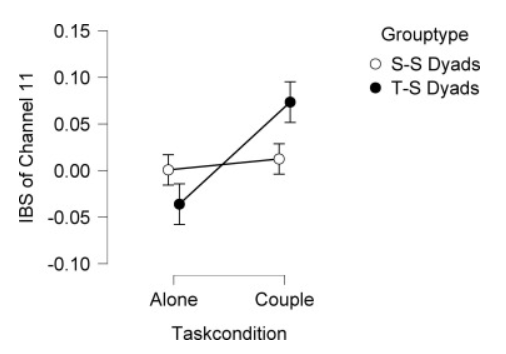 Grouptype
S-S Dyads
T-S Dyads
IBS of Channel 11
0.15
0.10
0.05
0.00
-0.05
-0.10
Alone
Couple
Taskcondition